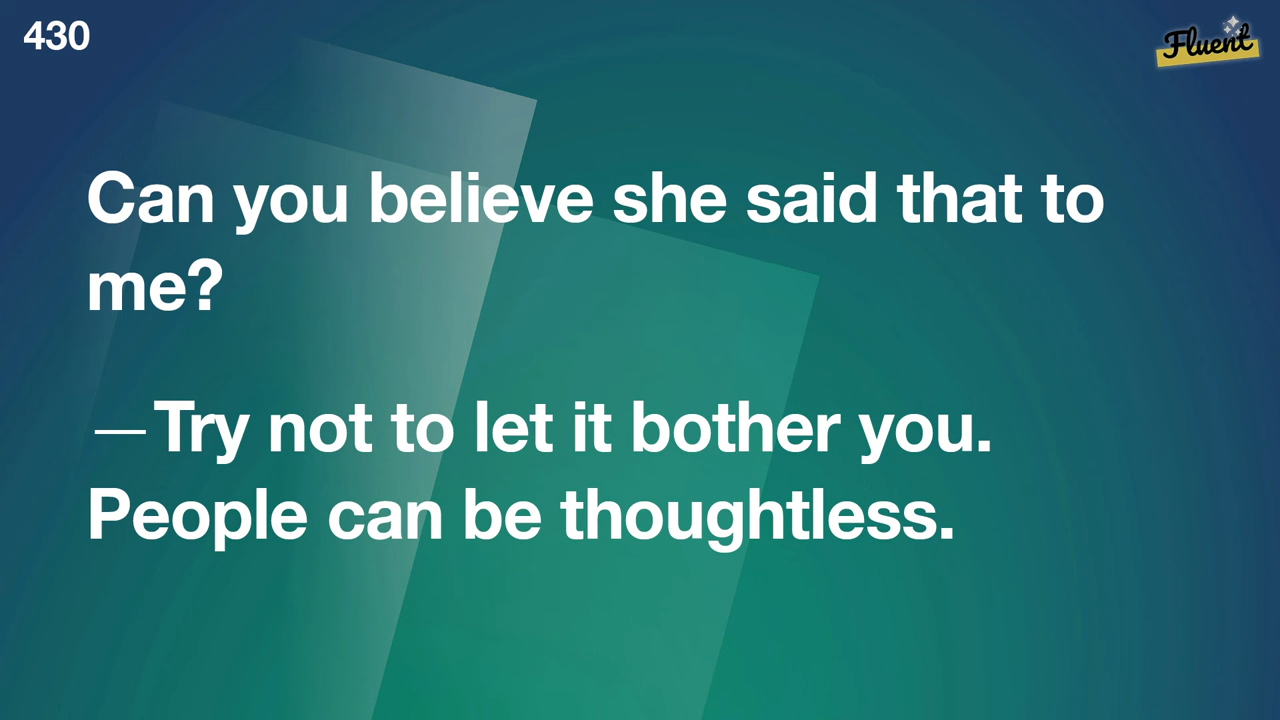 430
Fluent
Can you believe she said that to
me?
—Try not to let it bother you.
People can be thoughtless.